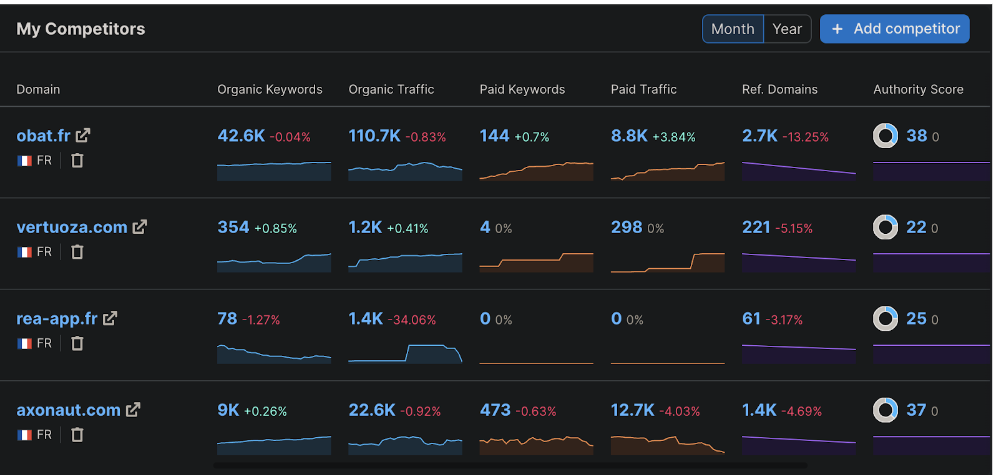 My Competitors
Month Year + Add competitor
Domain Organic Keywords Organic Traffic Paid Keywords Paid Traffic Ref. Domains Authority Score
obat.fr 42.6K -0.04% 110.7K -0.83% 144 +0.7% 8.8K +3.84% 2.7K -13.25% 38 0
FR
vertuoza.com 354 +0.85% 1.2K +0.41% 4 0% 298 0% 221 -5.15% 22 0
FR
rea-app.fr 78 -1.27% 1.4K -34.06% 0 0% 0 0% 61 -3.17% 25 0
FR
axonaut.com 9K +0.26% 22.6K -0.92% 473 -0.63% 12.7K -4.03% 1.4K -4.69% 37 0
FR